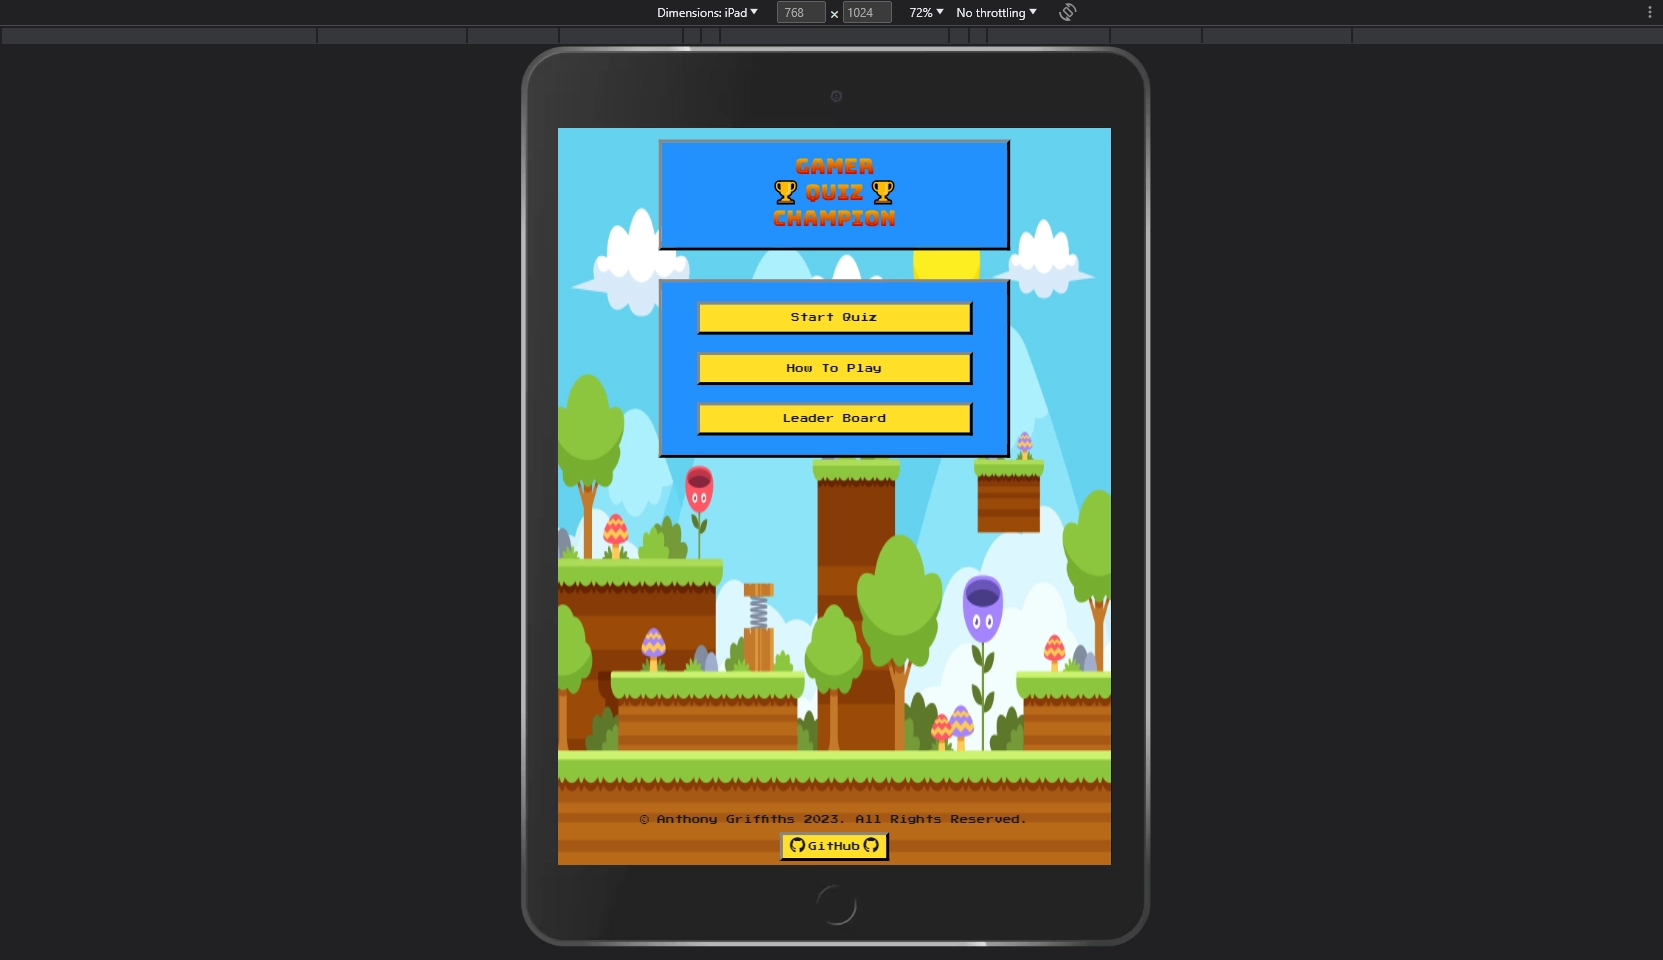 Dimensions: iPad 768 × 1024 72% No throttling
GAMER
QUIZ
CHAMPION
Start Quiz
How To Play
Leader Board
© Anthony Griffiths 2023. All Rights Reserved.
GitHub